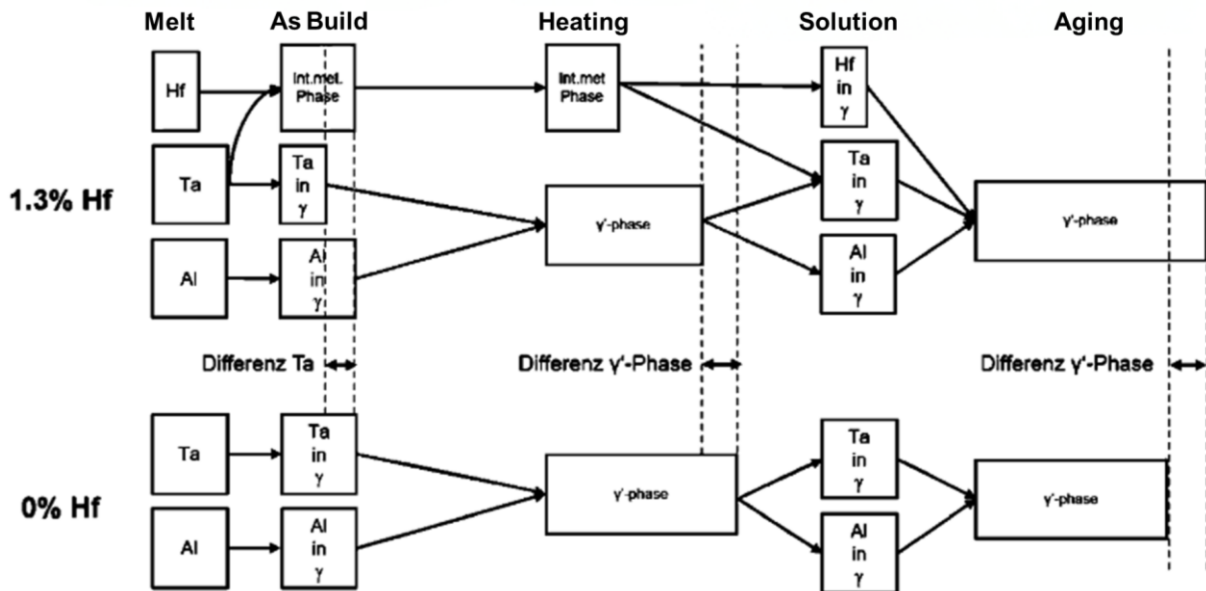 Melt
As Build
Heating
Solution
Aging
1.3% Hf
Hf
Int.met.
Phase
Int.met
Phase
Hf
in
γ
Ta
Ta
in
γ
γ'-phase
Ta
in
γ
γ'-phase
Al
Al
in
γ
Al
in
γ
Differenz Ta
Differenz γ'-Phase
Differenz γ'-Phase
0% Hf
Ta
Ta
in
γ
γ'-phase
Ta
in
γ
γ'-phase
Al
Al
in
γ
Al
in
γ